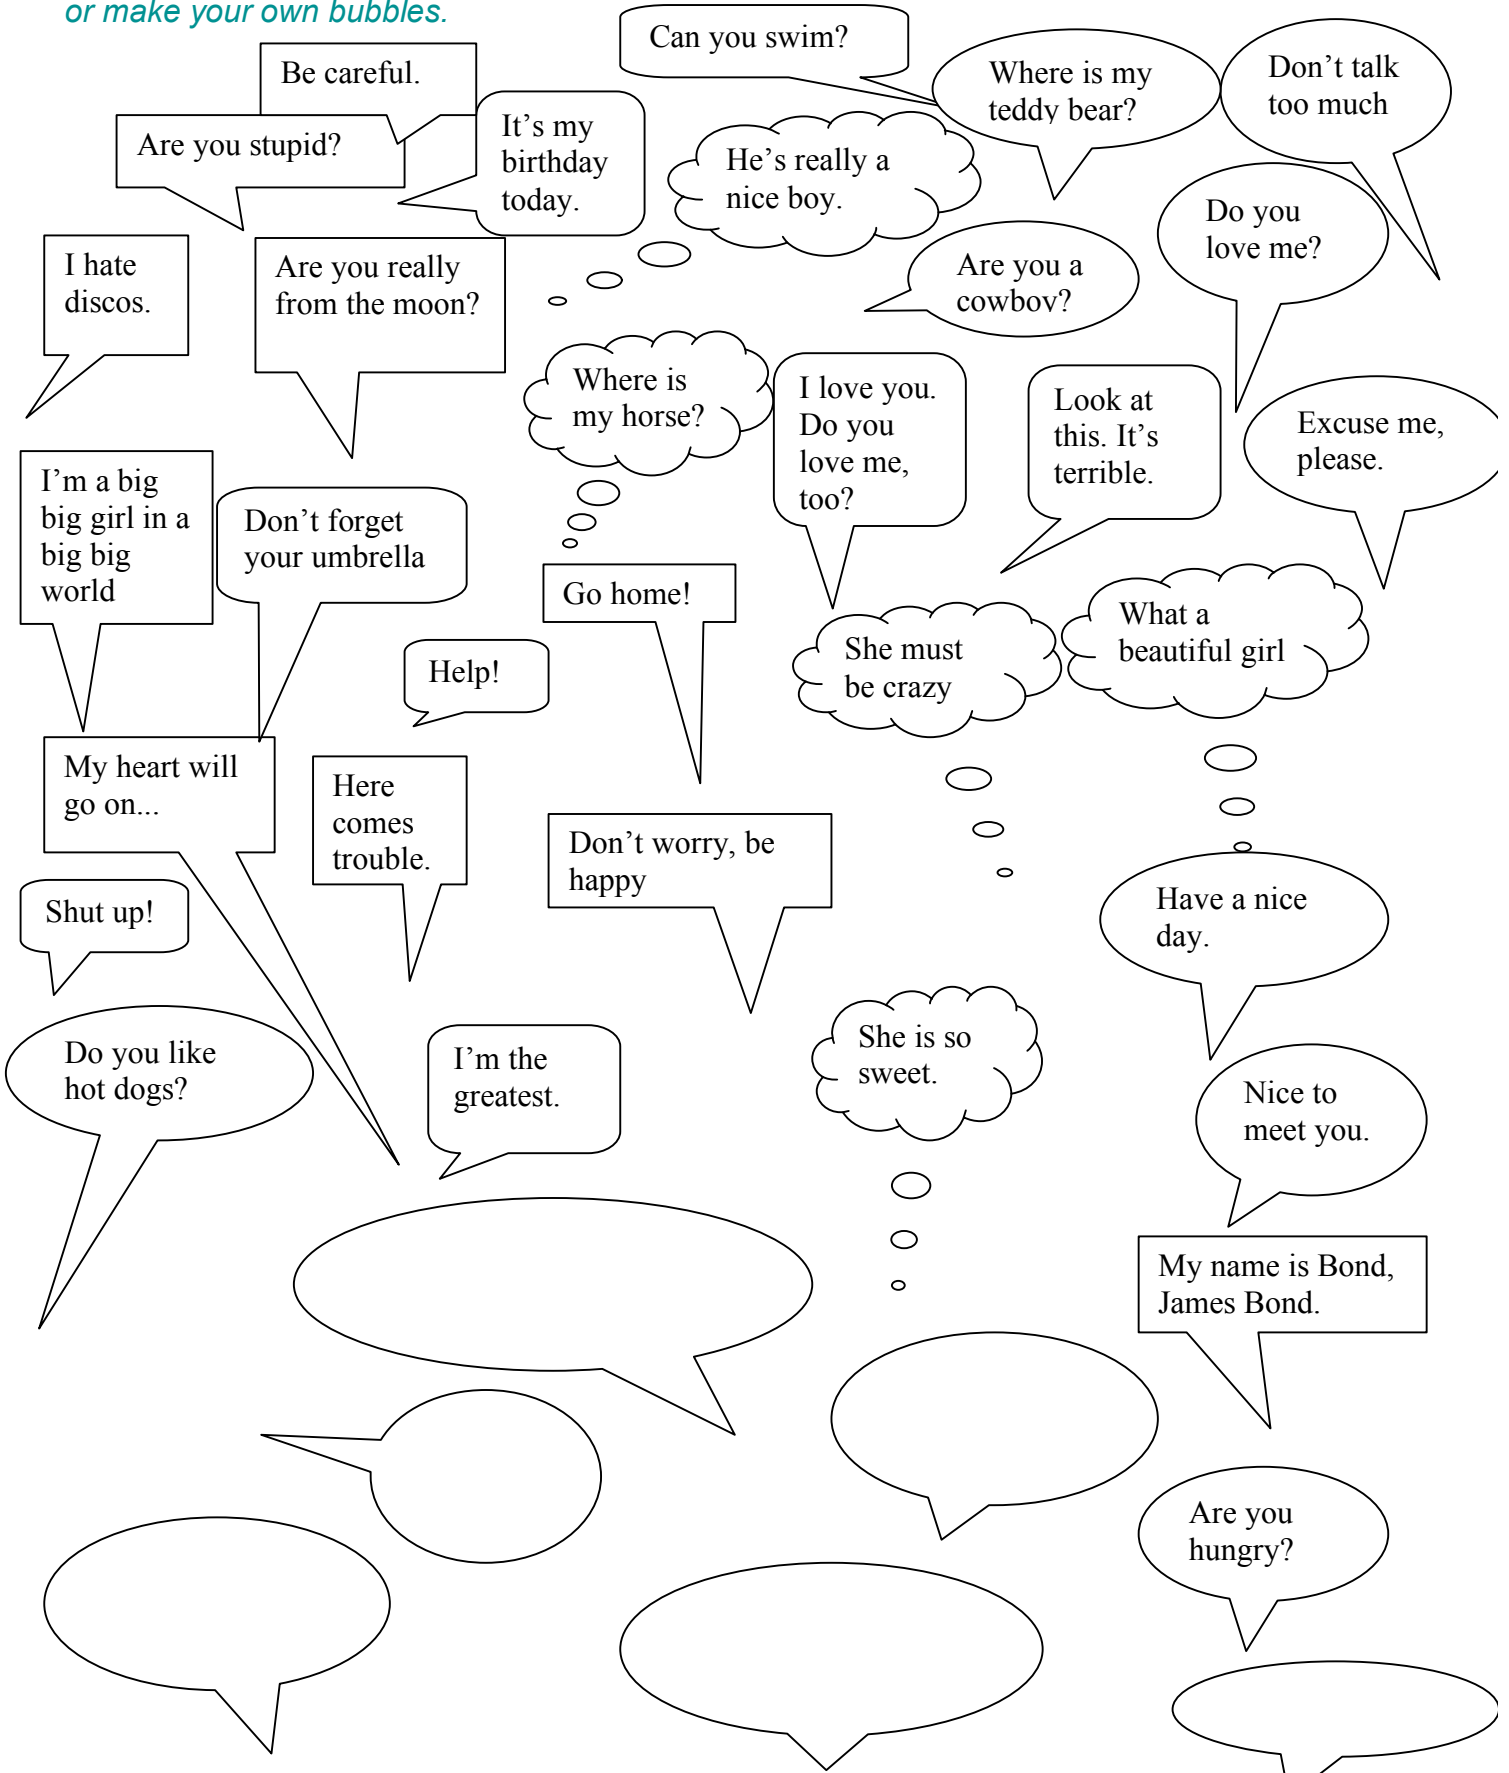 or make your own bubbles.
Can you swim?
Be careful.
Where is my
teddy bear?
Don’t talk
too much
Are you stupid?
It’s my
birthday
today.
He’s really a
nice boy.
Do you
love me?
I hate
discos.
Are you really
from the moon?
Are you a
cowboy?
Where is
my horse?
I love you.
Do you
love me,
too?
Look at
this. It’s
terrible.
Excuse me,
please.
I’m a big
big girl in a
big big
world
Don’t forget
your umbrella
Go home!
What a
beautiful girl
She must
be crazy
Help!
My heart will
go on...
Here
comes
trouble.
Don’t worry, be
happy
Shut up!
Have a nice
day.
Do you like
hot dogs?
I’m the
greatest.
She is so
sweet.
Nice to
meet you.
My name is Bond,
James Bond.
Are you
hungry?